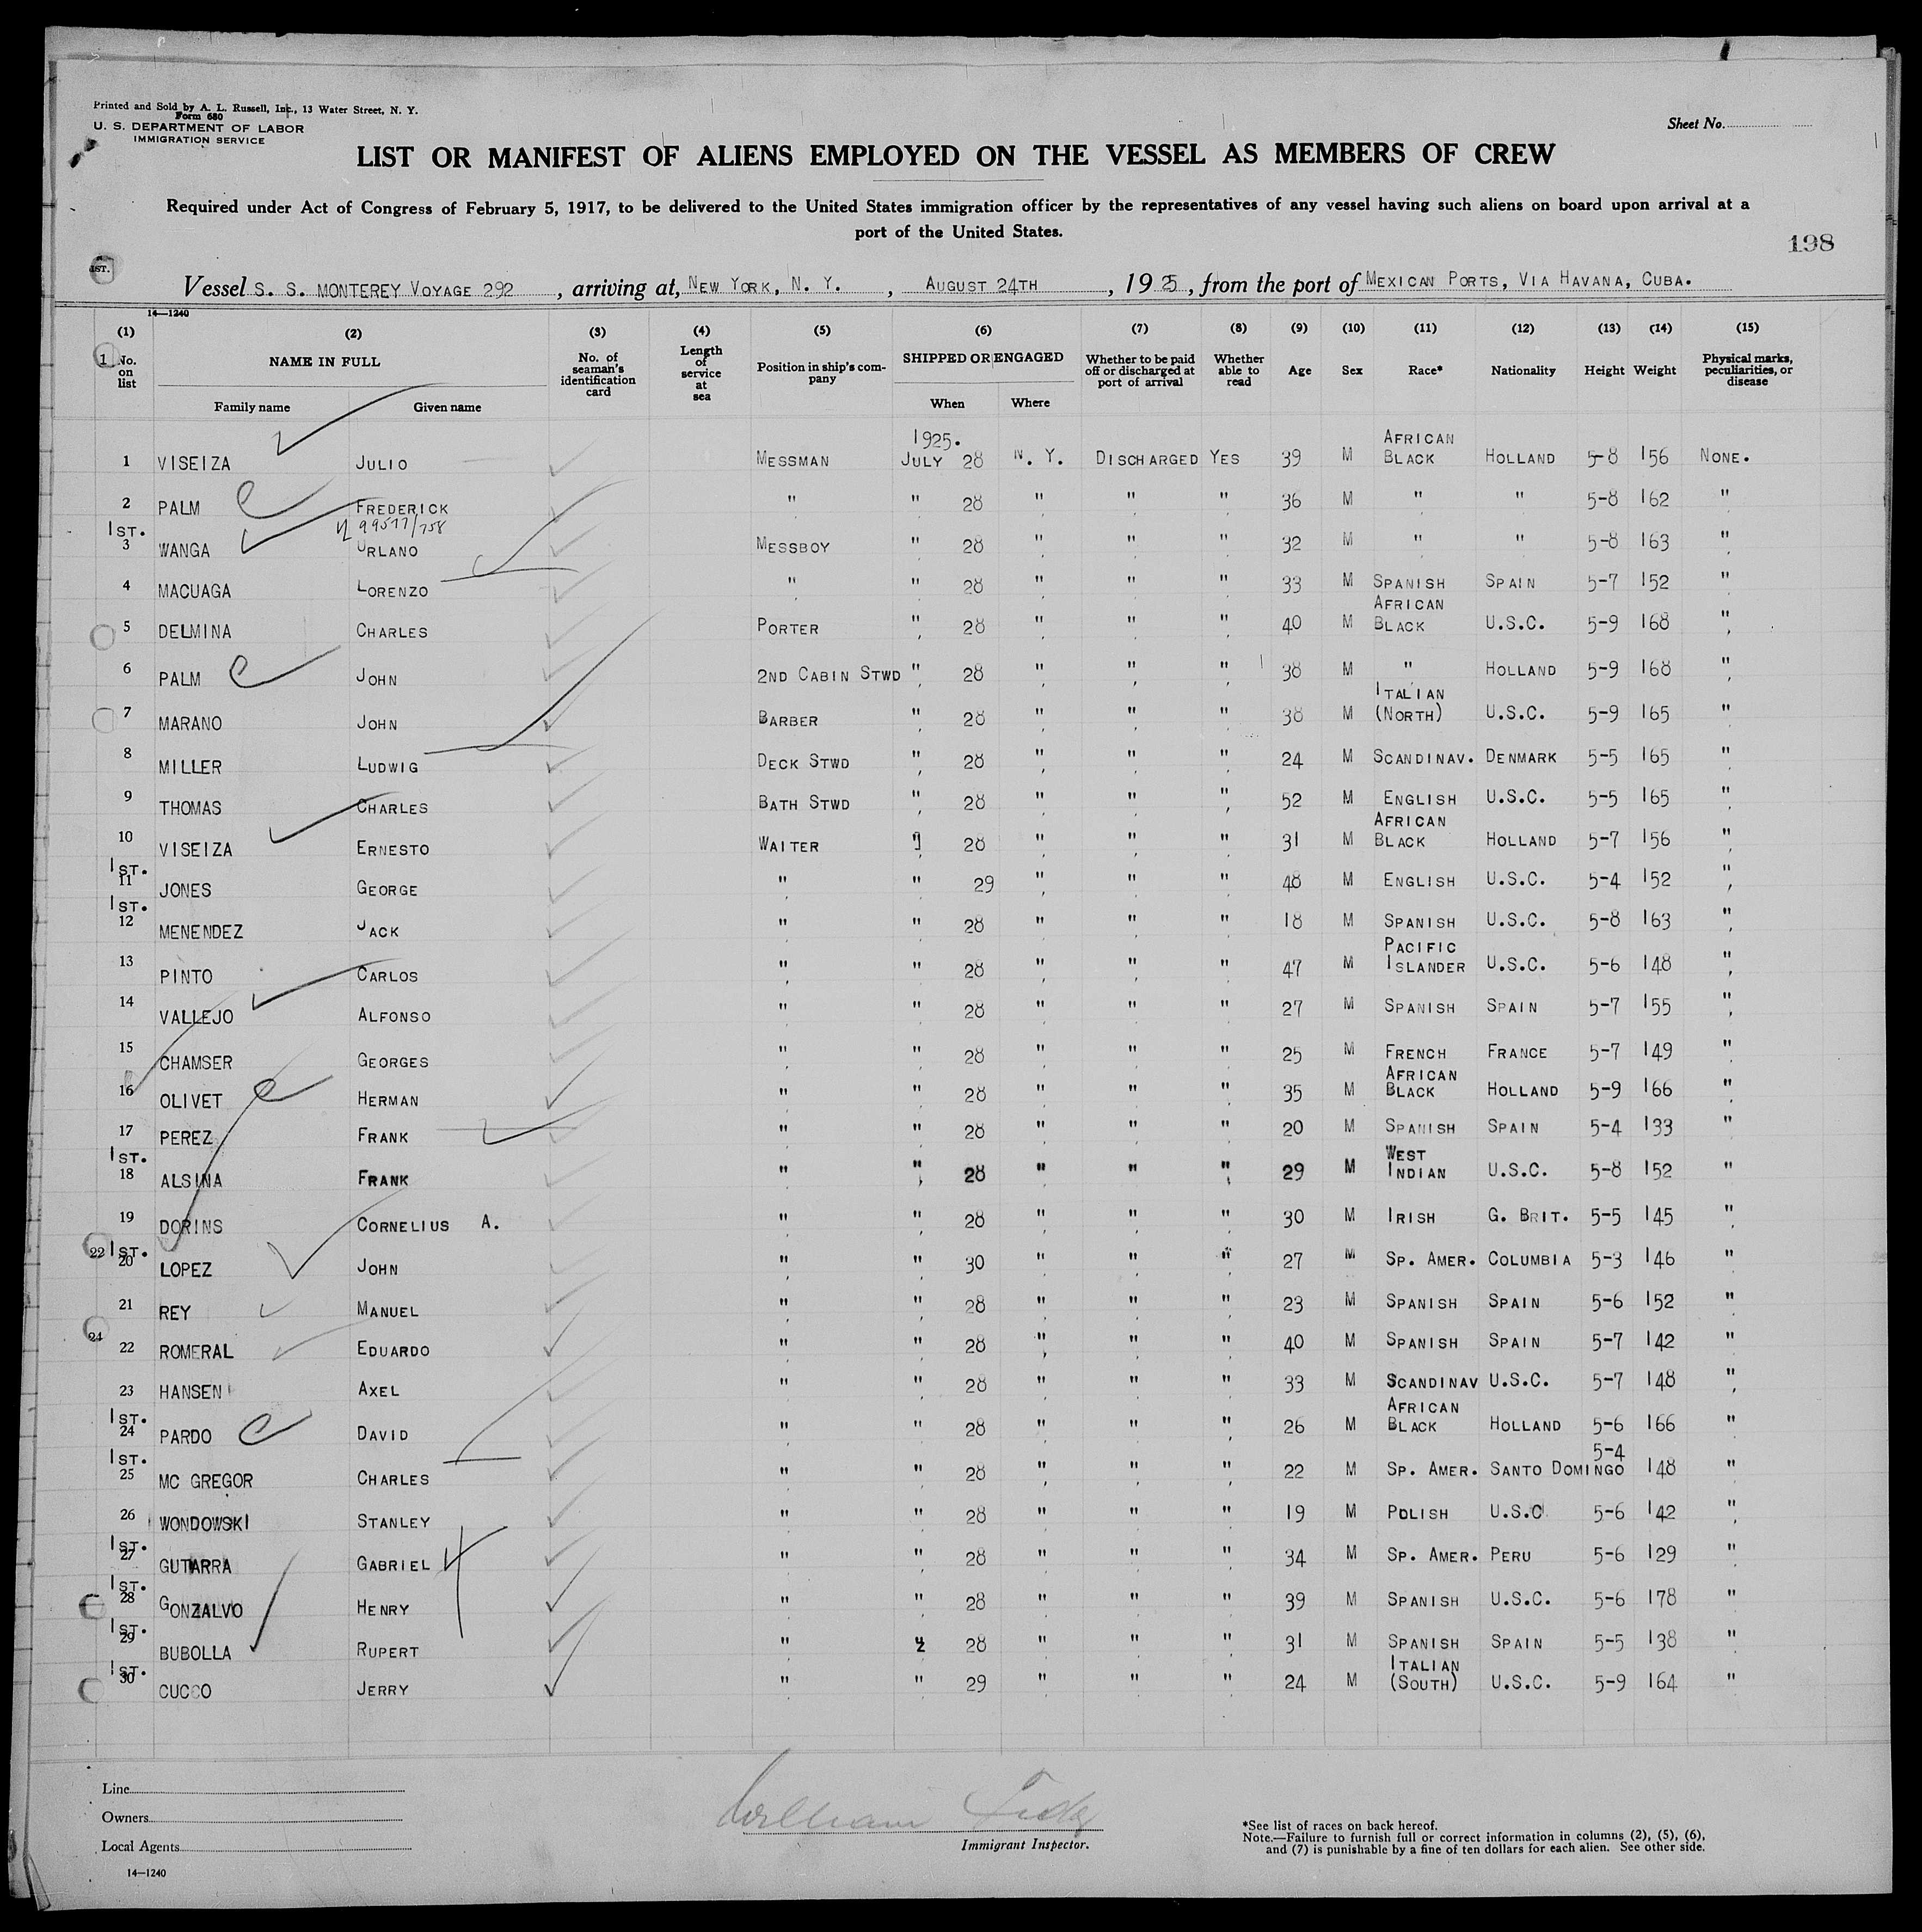 Printed and Sold by A. L. Russell, Inc., 13 Water Street, N. Y.
Form 680
U. S. DEPARTMENT OF LABOR
IMMIGRATION SERVICE
Sheet No.
LIST OR MANIFEST OF ALIENS EMPLOYED ON THE VESSEL AS MEMBERS OF CREW
Required under Act of Congress of February 5, 1917, to be delivered to the United States immigration officer by the representatives of any vessel having such aliens on board upon arrival at a
port of the United States.
198
1ST.
Vessel S. S. MONTEREY VOYAGE 292, arriving at, NEW YORK, N. Y., AUGUST 24TH, 1925, from the port of MEXICAN PORTS, VIA HAVANA, CUBA.
14—1240
(1) (2) (3) (4) (5) (6) (7) (8) (9) (10) (11) (12) (13) (14) (15)
1 No. on list NAME IN FULL Family name Given name No. of seaman's identification card Length of service at sea Position in ship's company SHIPPED OR ENGAGED When Where Whether to be paid off or discharged at port of arrival Whether able to read Age Sex Race* Nationality Height Weight Physical marks, peculiarities, or disease
1925.
1 VISEIZA JULIO MESSMAN JULY 28 N. Y. DISCHARGED YES 39 M AFRICAN BLACK HOLLAND 5-8 156 NONE.
2 PALM FREDERICK " " 28 " " " 36 M " " 5-8 162 "
99577/758
1ST.
3 WANGA URLANO MESSBOY " 28 " " " 32 M " " 5-8 163 "
4 MACUAGA LORENZO " " 28 " " " 33 M SPANISH SPAIN 5-7 152 "
5 DELMINA CHARLES PORTER " 28 " " " 40 M AFRICAN BLACK U.S.C. 5-9 168 "
6 PALM JOHN 2ND CABIN STWD " 28 " " " 38 M " HOLLAND 5-9 168 "
7 MARANO JOHN BARBER " 28 " " " 38 M ITALIAN (NORTH) U.S.C. 5-9 165 "
8 MILLER LUDWIG DECK STWD " 28 " " " 24 M SCANDINAV. DENMARK 5-5 165 "
9 THOMAS CHARLES BATH STWD " 28 " " " 52 M ENGLISH U.S.C. 5-5 165 "
10 VISEIZA ERNESTO WAITER " 28 " " " 31 M AFRICAN BLACK HOLLAND 5-7 156 "
1ST.
11 JONES GEORGE " " 29 " " " 48 M ENGLISH U.S.C. 5-4 152 "
1ST.
12 MENENDEZ JACK " " 28 " " " 18 M SPANISH U.S.C. 5-8 163 "
13 PINTO CARLOS " " 28 " " " 47 M PACIFIC ISLANDER U.S.C. 5-6 148 "
14 VALLEJO ALFONSO " " 28 " " " 27 M SPANISH SPAIN 5-7 155 "
15 CHAMSER GEORGES " " 28 " " " 25 M FRENCH FRANCE 5-7 149 "
16 OLIVET HERMAN " " 28 " " " 35 M AFRICAN BLACK HOLLAND 5-9 166 "
17 PEREZ FRANK " " 28 " " " 20 M SPANISH SPAIN 5-4 133 "
1ST.
18 ALSINA FRANK " " 28 " " " 29 M WEST INDIAN U.S.C. 5-8 152 "
19 DORINS CORNELIUS A. " " 28 " " " 30 M IRISH G. BRIT. 5-5 145 "
22 1ST.
20 LOPEZ JOHN " " 30 " " " 27 M SP. AMER. COLUMBIA 5-3 146 "
21 REY MANUEL " " 28 " " " 23 M SPANISH SPAIN 5-6 152 "
24
22 ROMERAL EDUARDO " " 28 " " " 40 M SPANISH SPAIN 5-7 142 "
23 HANSEN AXEL " " 28 " " " 33 M SCANDINAV U.S.C. 5-7 148 "
1ST.
24 PARDO DAVID " " 28 " " " 26 M AFRICAN BLACK HOLLAND 5-6 166 "
1ST.
25 MC GREGOR CHARLES " " 28 " " " 22 M SP. AMER. SANTO DOMINGO 5-4 148 "
26 WONDOWSKI STANLEY " " 28 " " " 19 M POLISH U.S.C 5-6 142 "
1ST.
27 GUTARRA GABRIEL " " 28 " " " 34 M SP. AMER. PERU 5-6 129 "
1ST.
28 GONZALVO HENRY " " 28 " " " 39 M SPANISH U.S.C. 5-6 178 "
1ST.
29 BUBOLLA RUPERT " " 28 " " " 31 M SPANISH SPAIN 5-5 138 "
1ST.
30 CUCCO JERRY " " 29 " " " 24 M ITALIAN (SOUTH) U.S.C. 5-9 164 "
Line
Owners
Local Agents
14—1240
William
Immigrant Inspector.
*See list of races on back hereof.
Note.—Failure to furnish full or correct information in columns (2), (5), (6),
and (7) is punishable by a fine of ten dollars for each alien. See other side.